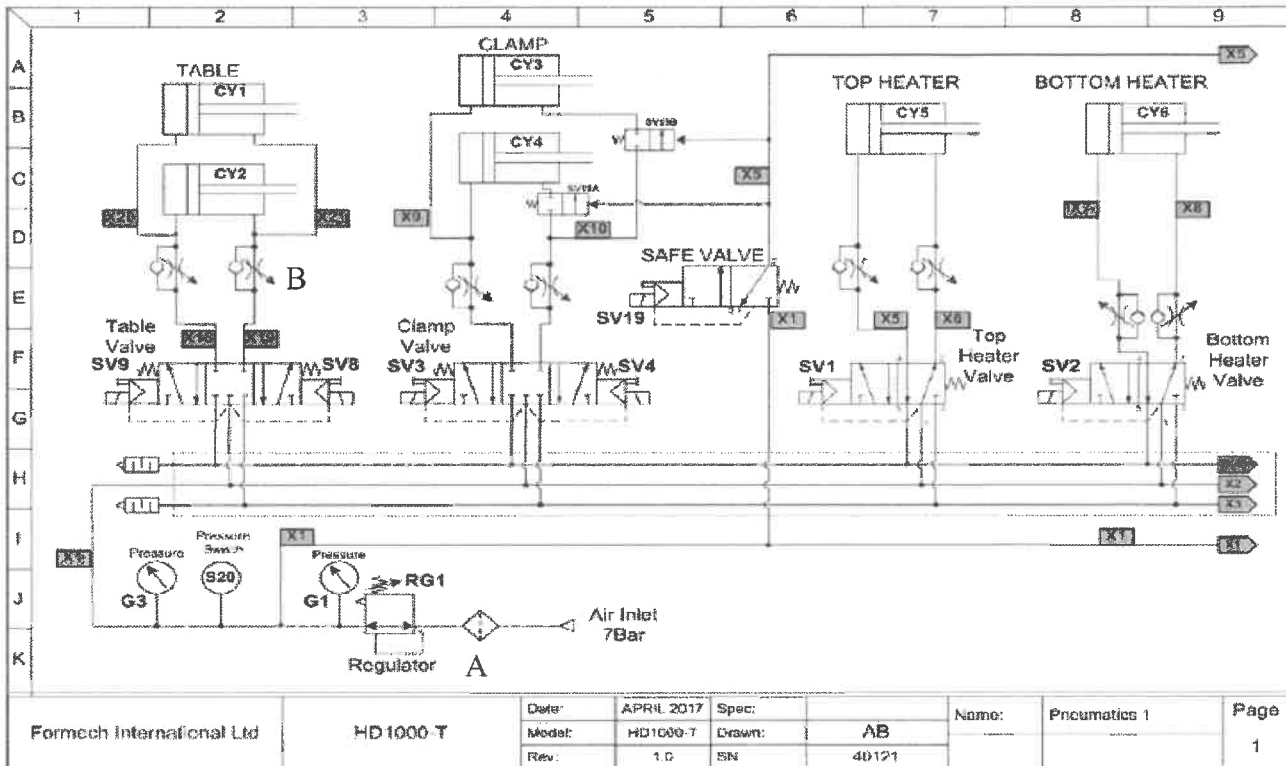 1 2 3 4 5 6 7 8 9
A
B
C
D
E
F
G
H
I
J
K
CLAMP
TABLE
TOP HEATER
BOTTOM HEATER
CY1
CY2
CY3
CY4
CY5
CY6
X9
X10
B
SAFE VALVE
SV19
X1
X8
X5
X6
Table
Valve
SV9
SV8
Clamp
Valve
SV3
SV4
SV1
Top
Heater
Valve
SV2
Bottom
Heater
Valve
X2
X3
X1
X1
X1
Pressure
G3
Pressure
Switch
S20
Pressure
G1
RG1
Regulator
A
Air Inlet
7Bar
Formech International Ltd
HD1000-T
Date: APRIL 2017 Spec:
Model: HD1000-T Drawn: AB
Rev: 1.0 SN 40121
Name: Pneumatics 1
Page
1